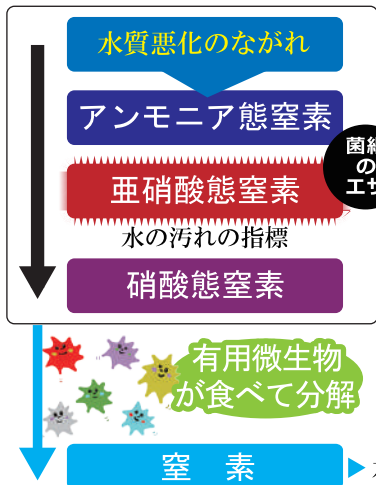 水質悪化のながれ
アンモニア態窒素
亜硝酸態窒素
菌
の
エサ
水の汚れの指標
硝酸態窒素
有用微生物
が食べて分解
窒 素